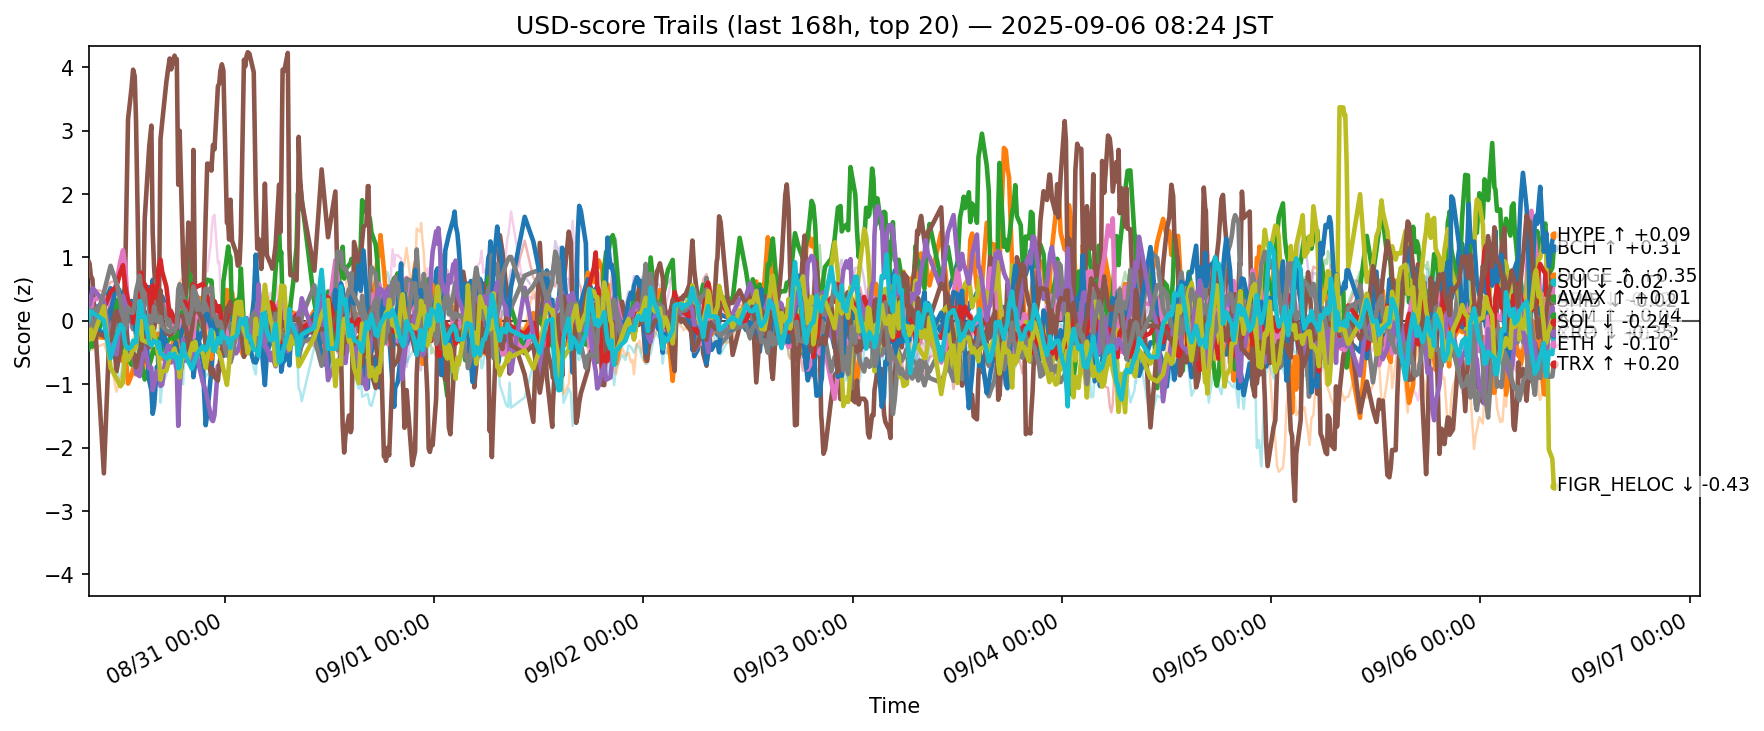 USD-score Trails (last 168h, top 20) — 2025-09-06 08:24 JST
Score (z)
4
3
2
1
0
−1
−2
−3
−4
HYPE ↑ +0.09
BCH ↑ +0.31
DOGE ↑ +0.35
SUI ↓ -0.02
AVAX ↑ +0.01
SOL ↓ -0.24
ETH ↓ -0.10
TRX ↑ +0.20
FIGR_HELOC ↓ -0.43
08/31 00:00
09/01 00:00
09/02 00:00
09/03 00:00
09/04 00:00
09/05 00:00
09/06 00:00
09/07 00:00
Time